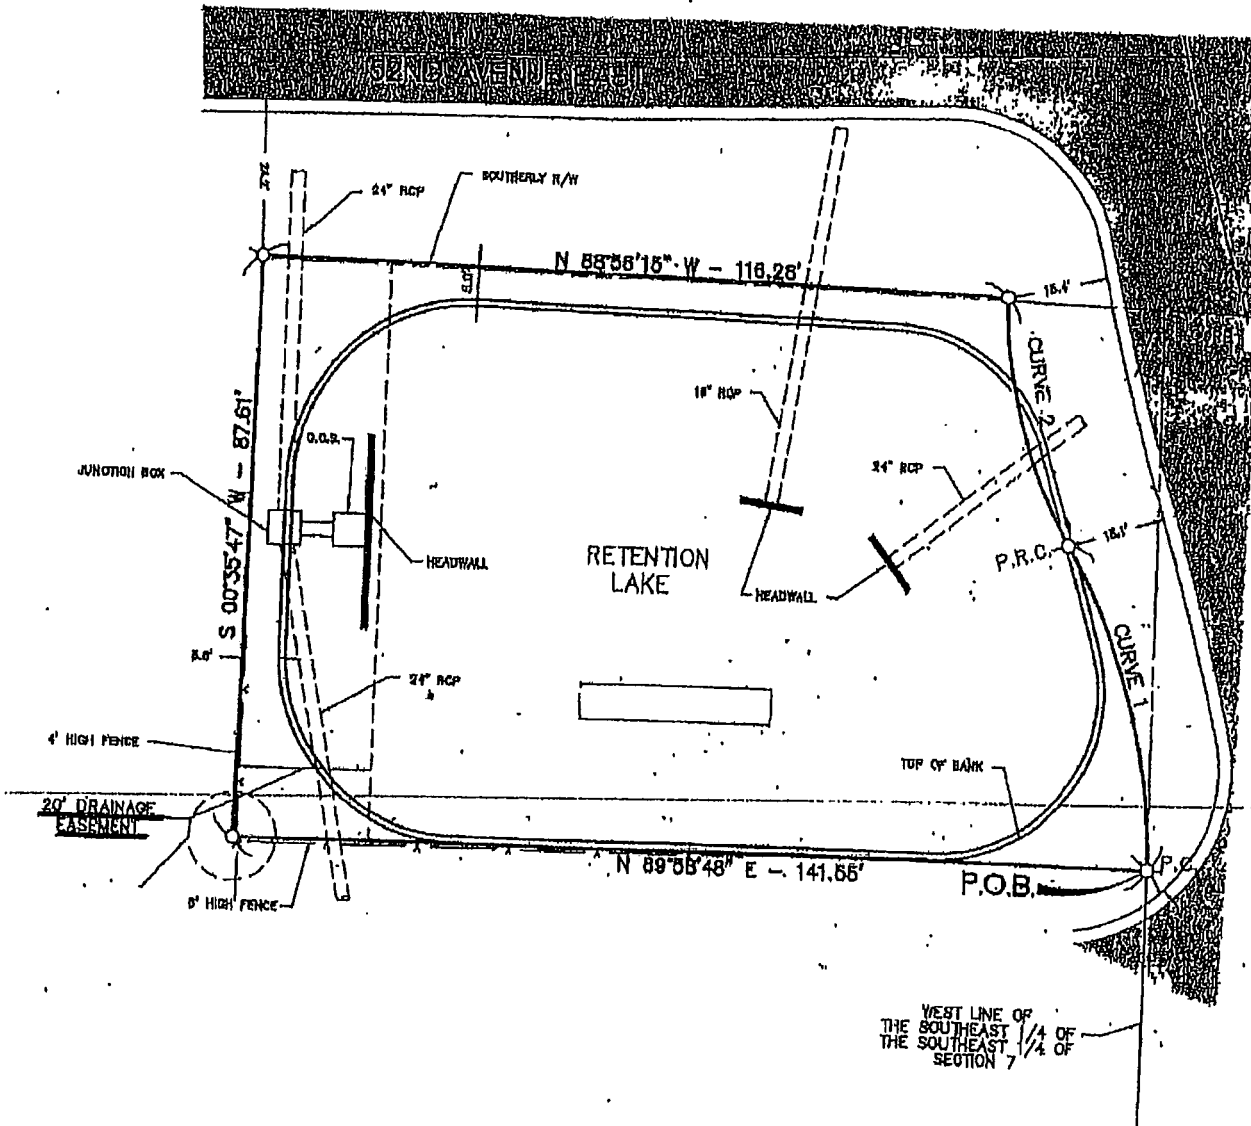 52ND AVENUE EAST
24" RCP
SOUTHERLY R/W
N 88°56'15" W - 116.28'
8.0'
15.4'
CURVE 2
S 00°35'47" W - 87.61'
18" RCP
JUNCTION BOX
24" RCP
HEADWALL
RETENTION
LAKE
P.R.C.
15.1'
HEADWALL
CURVE 1
24" RCP
4' HIGH FENCE
TOP OF BANK
20' DRAINAGE
EASEMENT
N 89°58'48" E - 141.55'
P.O.B.
P.C.
6' HIGH FENCE
WEST LINE OF
THE SOUTHEAST 1/4 OF
THE SOUTHEAST 1/4 OF
SECTION 7